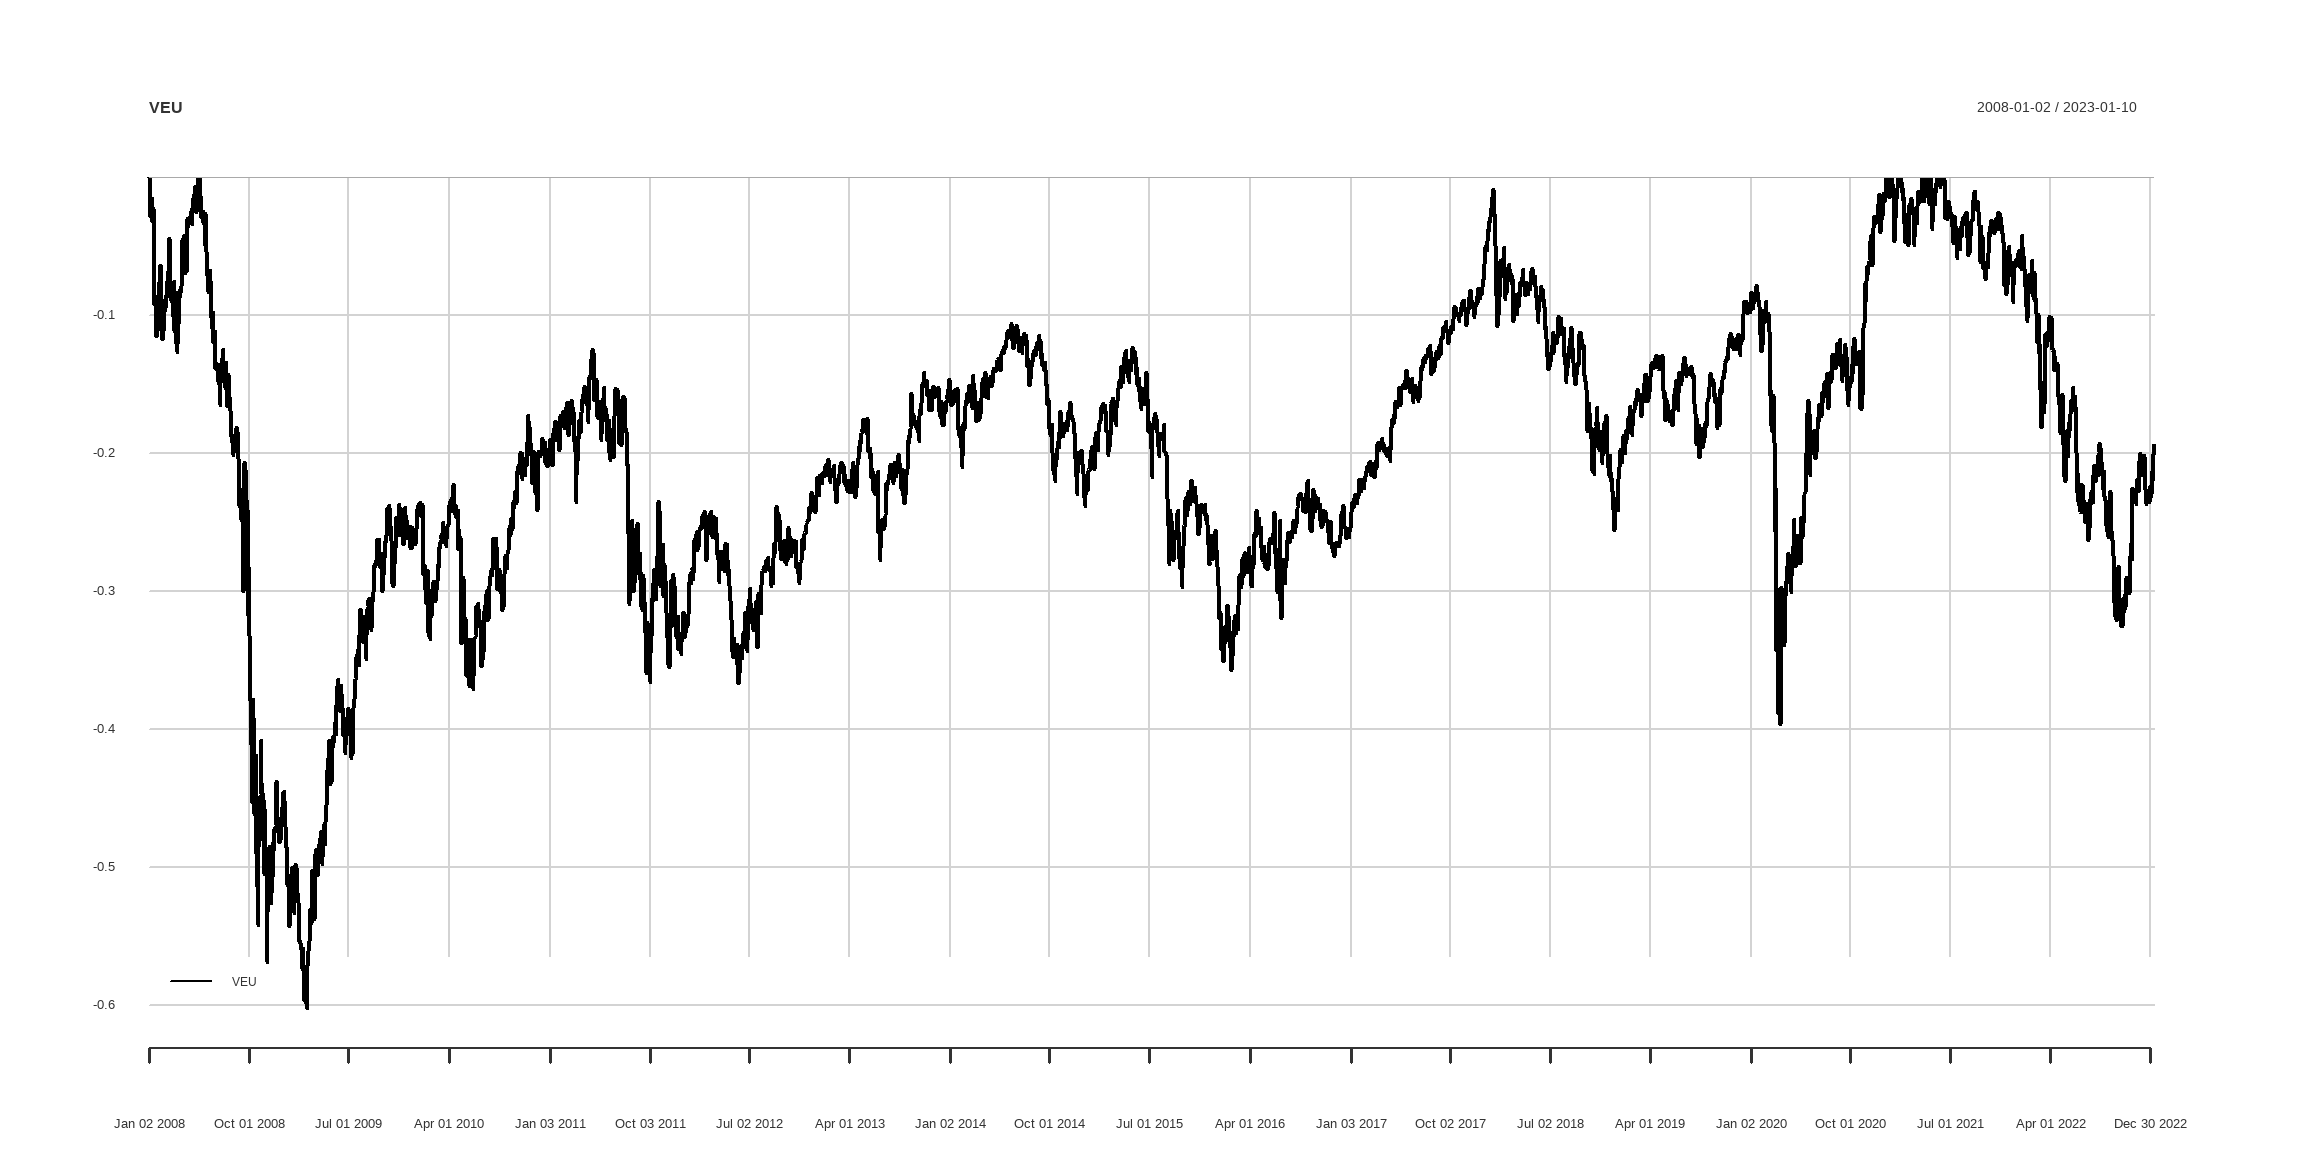 VEU
2008-01-02 / 2023-01-10
-0.1
-0.2
-0.3
-0.4
-0.5
-0.6
VEU
Jan 02 2008
Oct 01 2008
Jul 01 2009
Apr 01 2010
Jan 03 2011
Oct 03 2011
Jul 02 2012
Apr 01 2013
Jan 02 2014
Oct 01 2014
Jul 01 2015
Apr 01 2016
Jan 03 2017
Oct 02 2017
Jul 02 2018
Apr 01 2019
Jan 02 2020
Oct 01 2020
Jul 01 2021
Apr 01 2022
Dec 30 2022